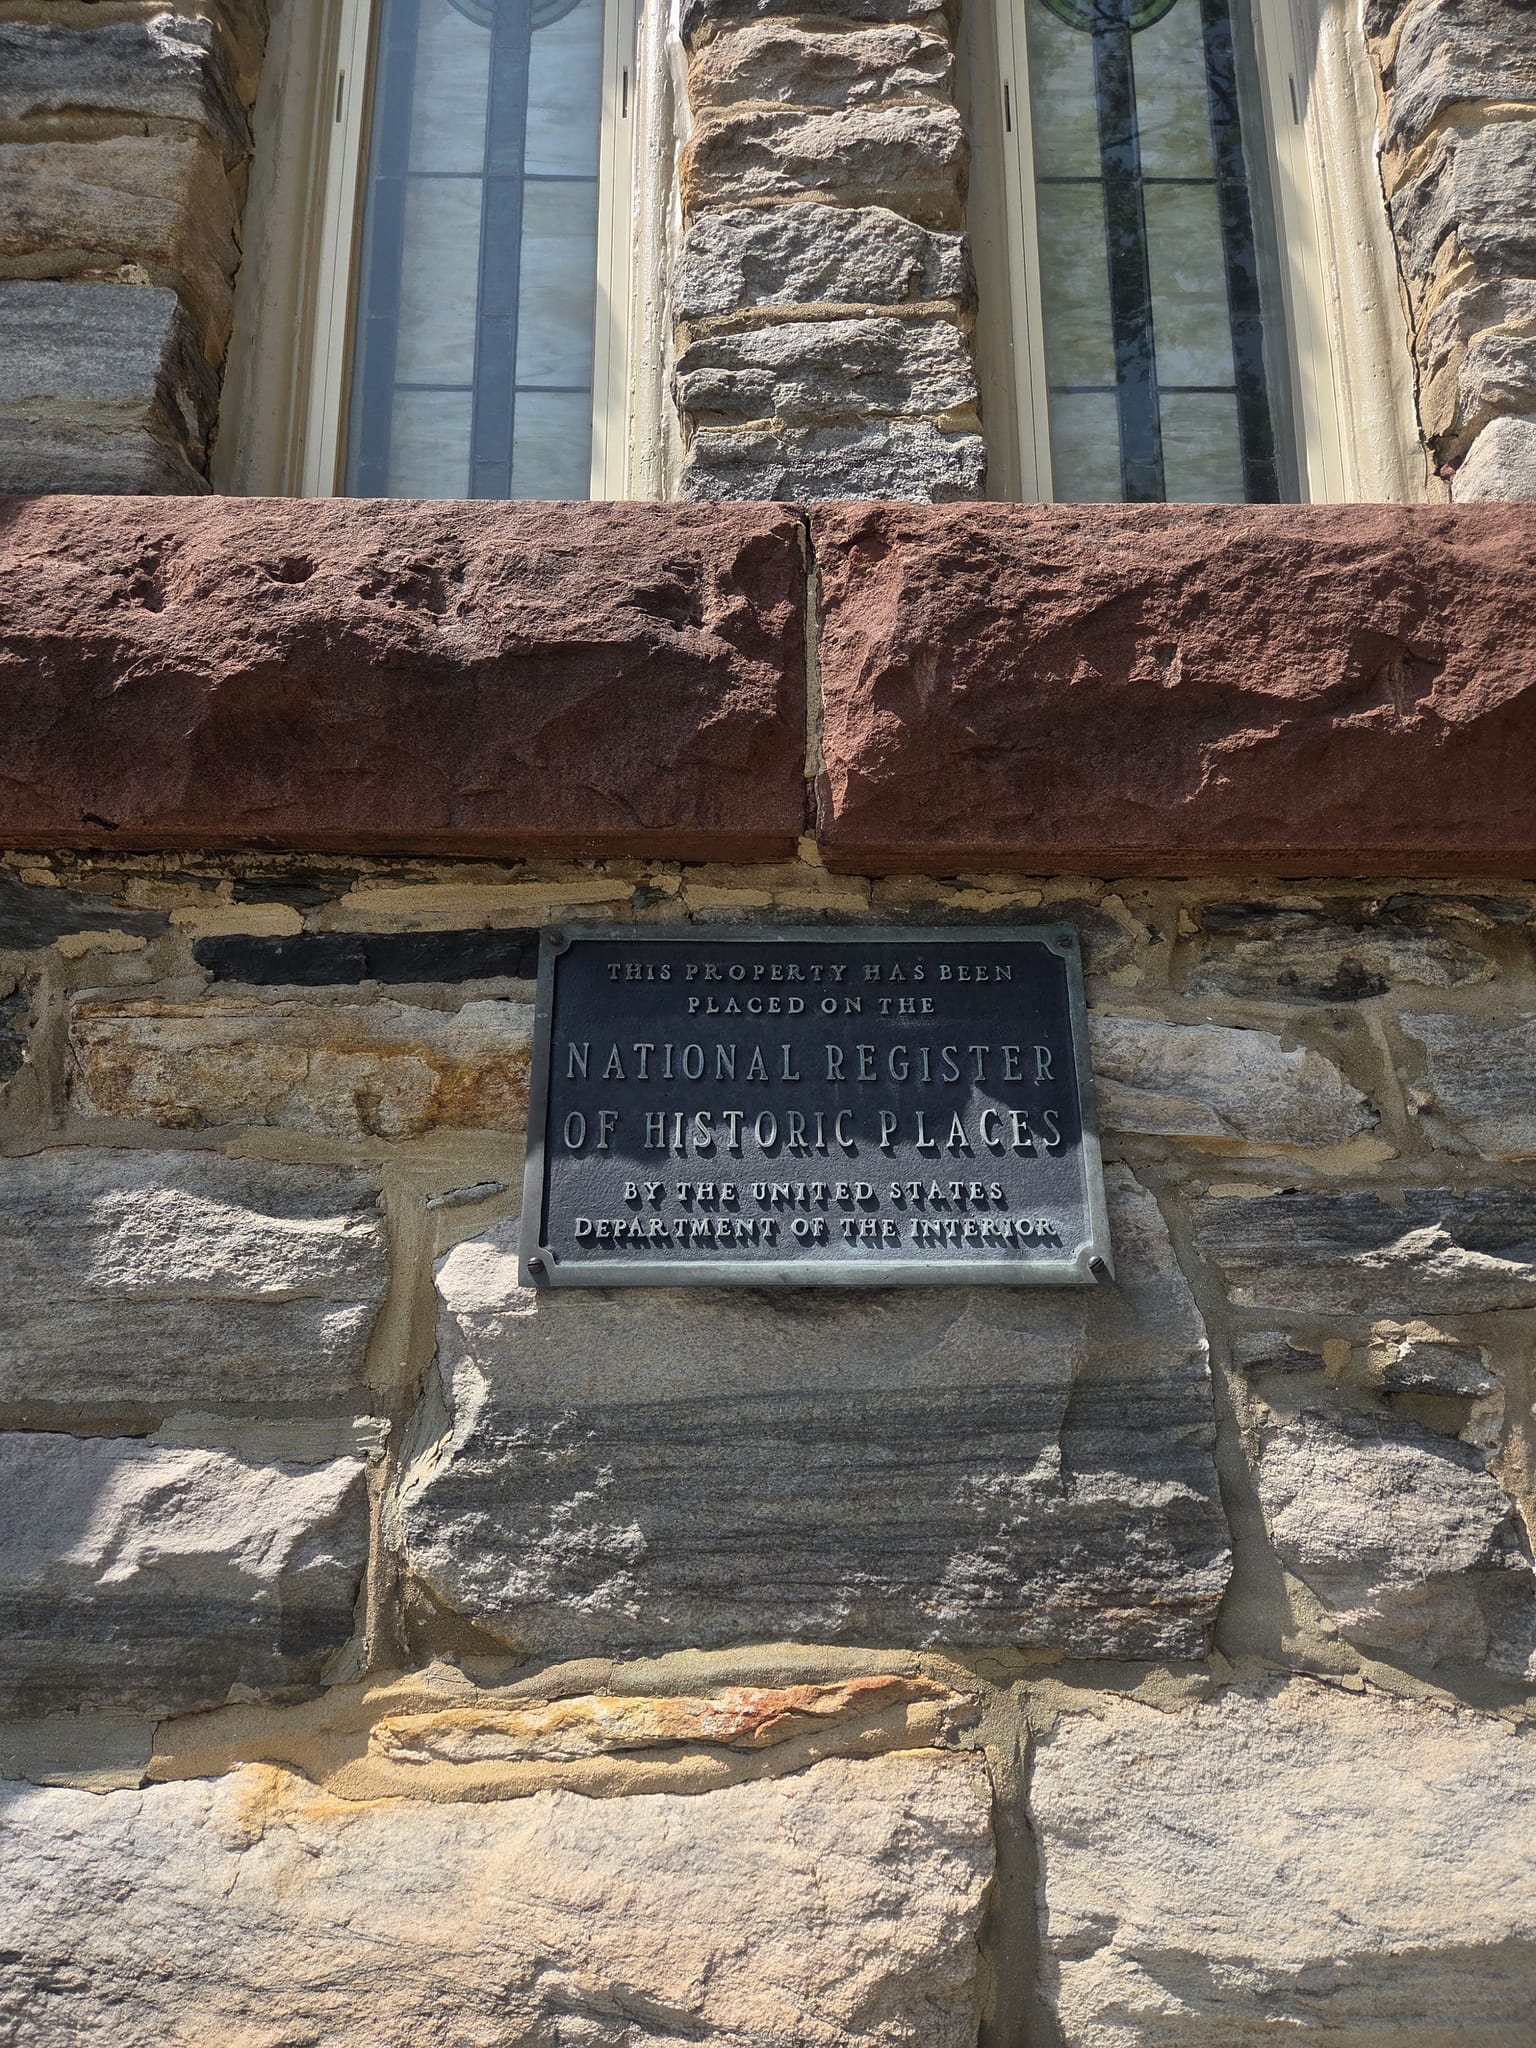 THIS PROPERTY HAS BEEN
PLACED ON THE
NATIONAL REGISTER
OF HISTORIC PLACES
BY THE UNITED STATES
DEPARTMENT OF THE INTERIOR